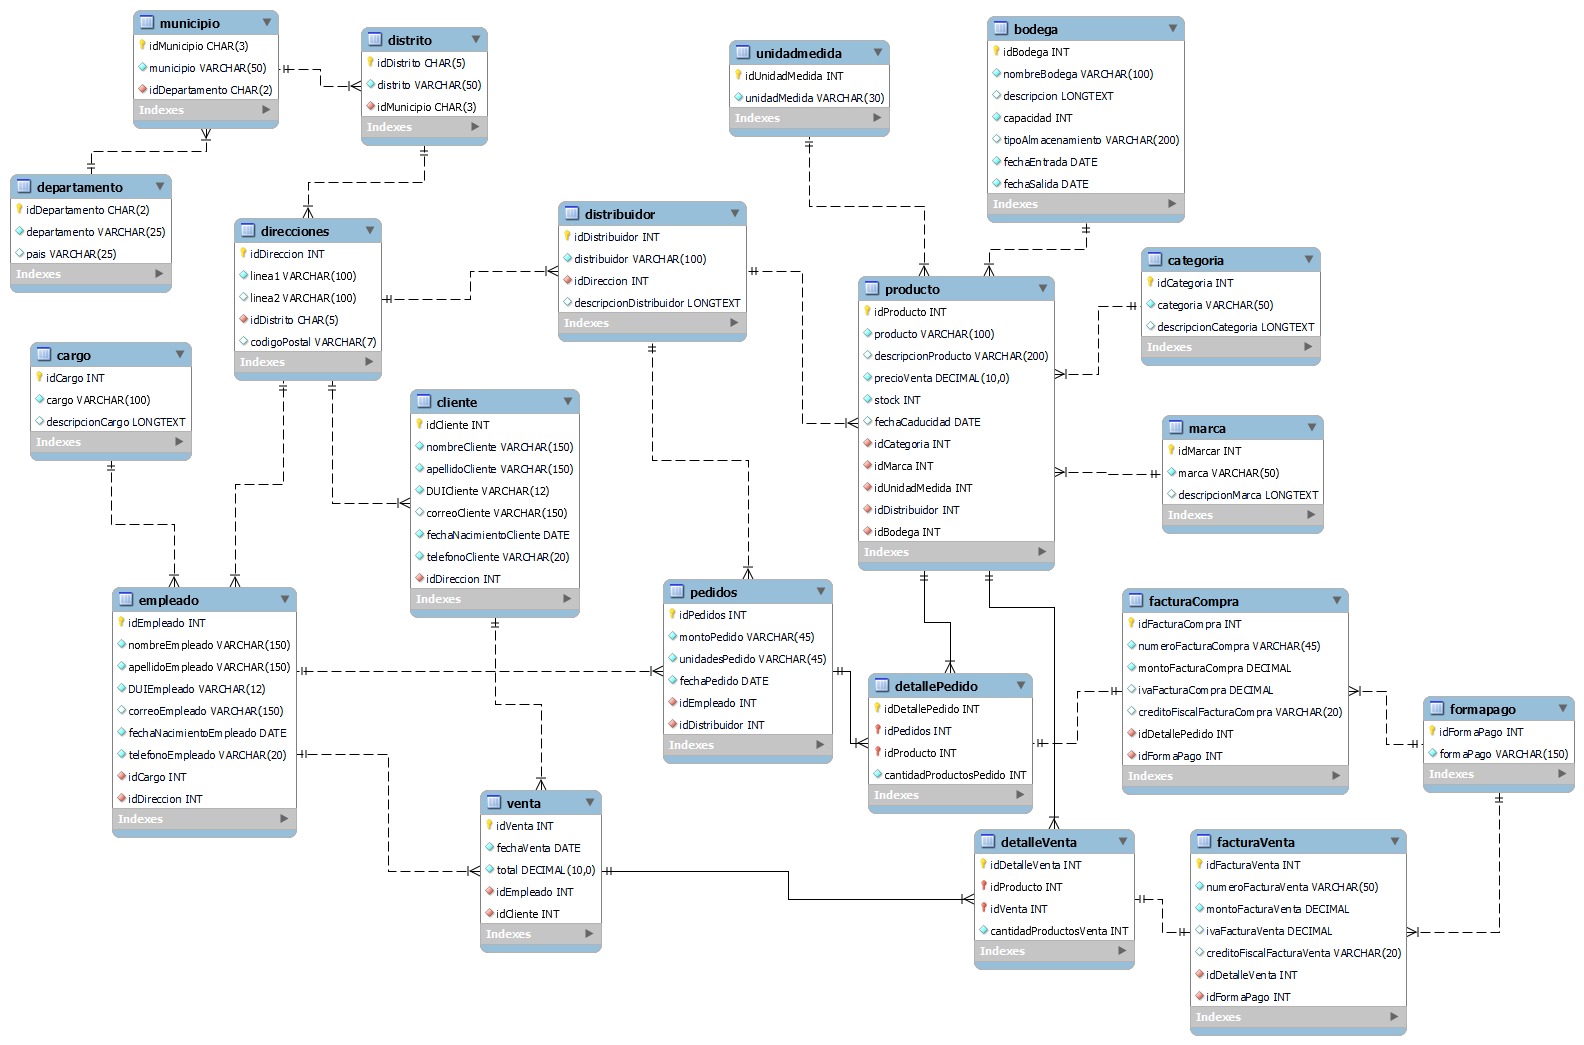 municipio
idMunicipio CHAR(3)
municipio VARCHAR(50)
idDepartamento CHAR(2)
Indexes
distrito
idDistrito CHAR(5)
distrito VARCHAR(50)
idMunicipio CHAR(3)
Indexes
departamento
idDepartamento CHAR(2)
departamento VARCHAR(25)
pais VARCHAR(25)
Indexes
direcciones
idDireccion INT
linea1 VARCHAR(100)
linea2 VARCHAR(100)
idDistrito CHAR(5)
codigoPostal VARCHAR(7)
Indexes
distribuidor
idDistribuidor INT
distribuidor VARCHAR(100)
idDireccion INT
descripcionDistribuidor LONGTEXT
Indexes
unidadmedida
idUnidadMedida INT
unidadMedida VARCHAR(30)
Indexes
bodega
idBodega INT
nombreBodega VARCHAR(100)
descripcion LONGTEXT
capacidad INT
tipoAlmacenamiento VARCHAR(200)
fechaEntrada DATE
fechaSalida DATE
Indexes
producto
idProducto INT
producto VARCHAR(100)
descripcionProducto VARCHAR(200)
precioVenta DECIMAL(10,0)
stock INT
fechaCaducidad DATE
idCategoria INT
idMarca INT
idUnidadMedida INT
idDistribuidor INT
idBodega INT
Indexes
categoria
idCategoria INT
categoria VARCHAR(50)
descripcionCategoria LONGTEXT
Indexes
marca
idMarcar INT
marca VARCHAR(50)
descripcionMarca LONGTEXT
Indexes
cargo
idCargo INT
cargo VARCHAR(100)
descripcionCargo LONGTEXT
Indexes
cliente
idCliente INT
nombreCliente VARCHAR(150)
apellidoCliente VARCHAR(150)
DUICliente VARCHAR(12)
correoCliente VARCHAR(150)
fechaNacimientoCliente DATE
telefonoCliente VARCHAR(20)
idDireccion INT
Indexes
empleado
idEmpleado INT
nombreEmpleado VARCHAR(150)
apellidoEmpleado VARCHAR(150)
DUIEmpleado VARCHAR(12)
correoEmpleado VARCHAR(150)
fechaNacimientoEmpleado DATE
telefonoEmpleado VARCHAR(20)
idCargo INT
idDireccion INT
Indexes
pedidos
idPedidos INT
montoPedido VARCHAR(45)
unidadesPedido VARCHAR(45)
fechaPedido DATE
idEmpleado INT
idDistribuidor INT
Indexes
detallePedido
idDetallePedido INT
idPedidos INT
idProducto INT
cantidadProductosPedido INT
Indexes
facturaCompra
idFacturaCompra INT
numeroFacturaCompra VARCHAR(45)
montoFacturaCompra DECIMAL
ivaFacturaCompra DECIMAL
creditoFiscalFacturaCompra VARCHAR(20)
idDetallePedido INT
idFormaPago INT
Indexes
formapago
idFormaPago INT
formaPago VARCHAR(150)
Indexes
venta
idVenta INT
fechaVenta DATE
total DECIMAL(10,0)
idEmpleado INT
idCliente INT
Indexes
detalleVenta
idDetalleVenta INT
idProducto INT
idVenta INT
cantidadProductosVenta INT
Indexes
facturaVenta
idFacturaVenta INT
numeroFacturaVenta VARCHAR(50)
montoFacturaVenta DECIMAL
ivaFacturaVenta DECIMAL
creditoFiscalFacturaVenta VARCHAR(20)
idDetalleVenta INT
idFormaPago INT
Indexes